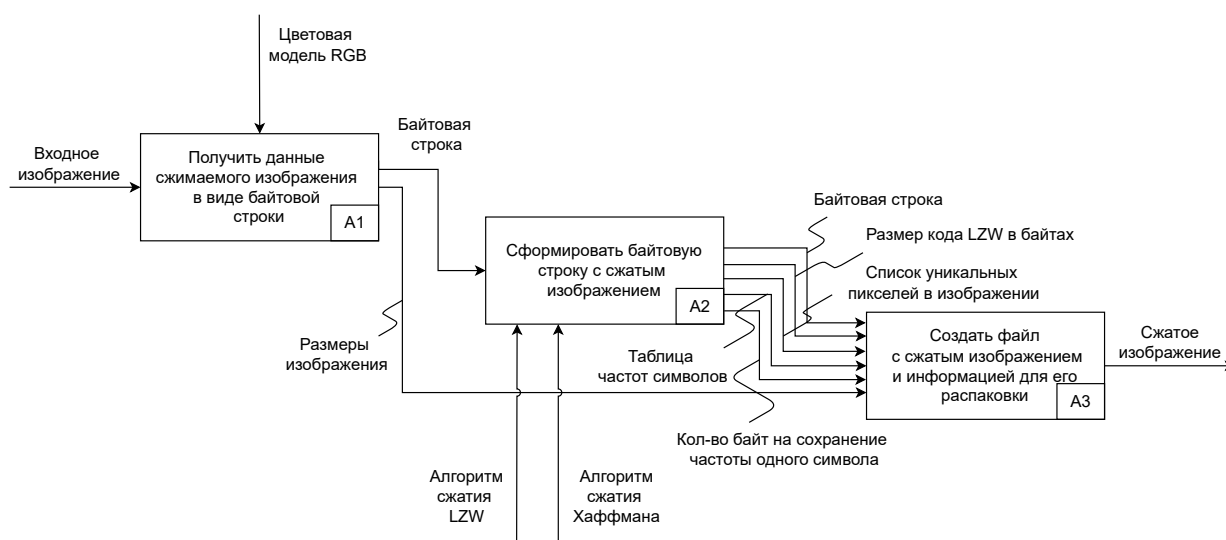 Цветовая
модель RGB
Входное
изображение
Получить данные
сжимаемого изображения
в виде байтовой
строки
A1
Байтовая
строка
Размеры
изображения
Сформировать байтовую
строку с сжатым
изображением
A2
Алгоритм
сжатия
LZW
Алгоритм
сжатия
Хаффмана
Байтовая строка
Размер кода LZW в байтах
Список уникальных
пикселей в изображении
Таблица
частот символов
Кол-во байт на сохранение
частоты одного символа
Создать файл
с сжатым изображением
и информацией для его
распаковки
A3
Сжатое
изображение